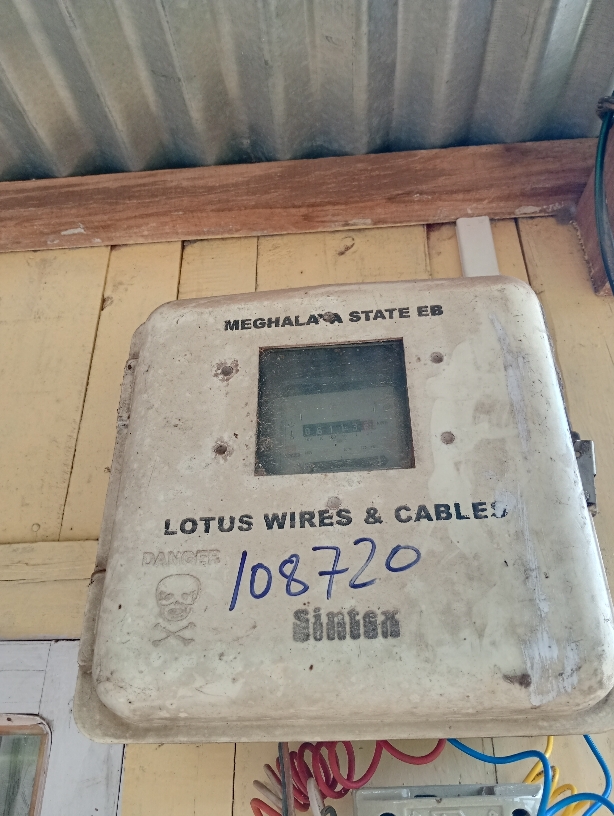 MEGHALAYA STATE EB
LOTUS WIRES & CABLES
DANGER
108720
Sintex